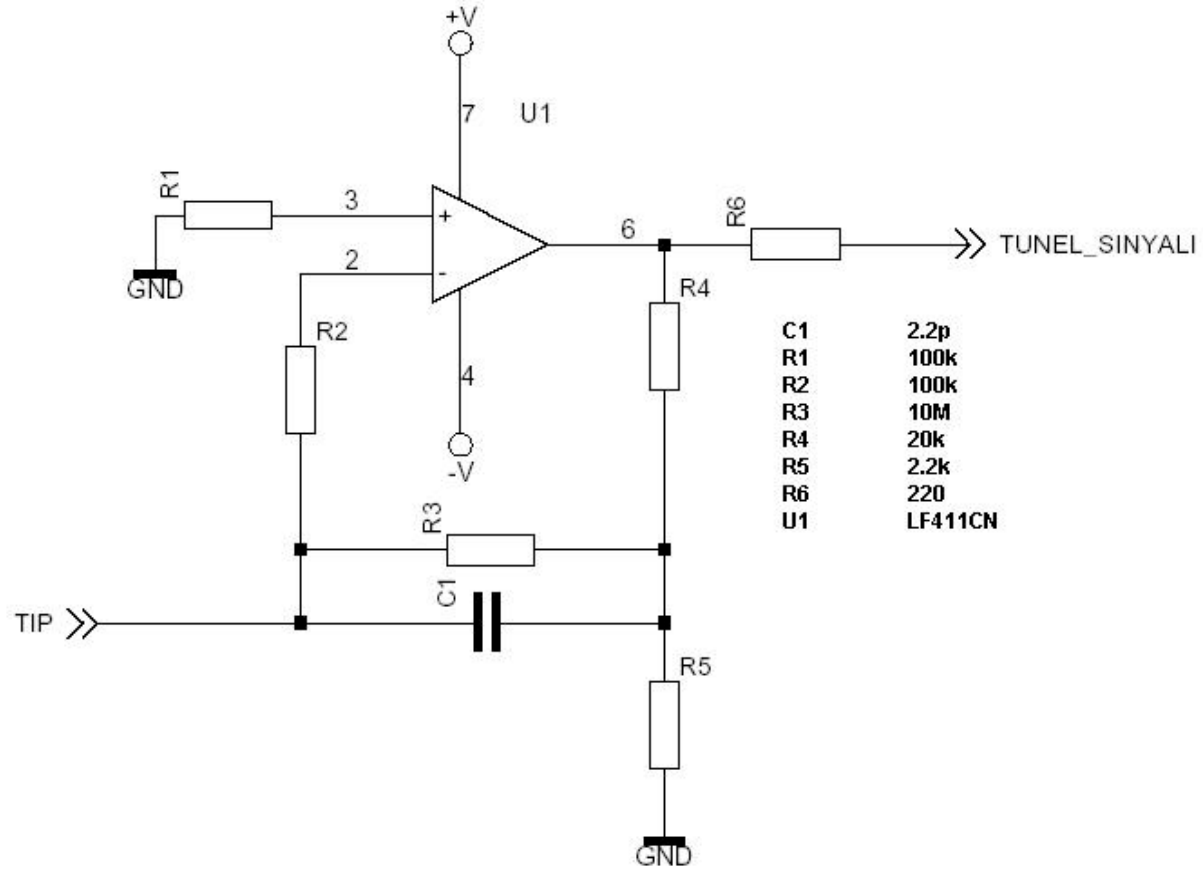 +V
7
U1
R1
3
R6
6
TUNEL_SINYALI
+
2
-
GND
R4
R2
C1 2.2p
R1 100k
4
R2 100k
R3 10M
R4 20k
-V
R5 2.2k
R6 220
R3
U1 LF411CN
C1
TIP
R5
GND